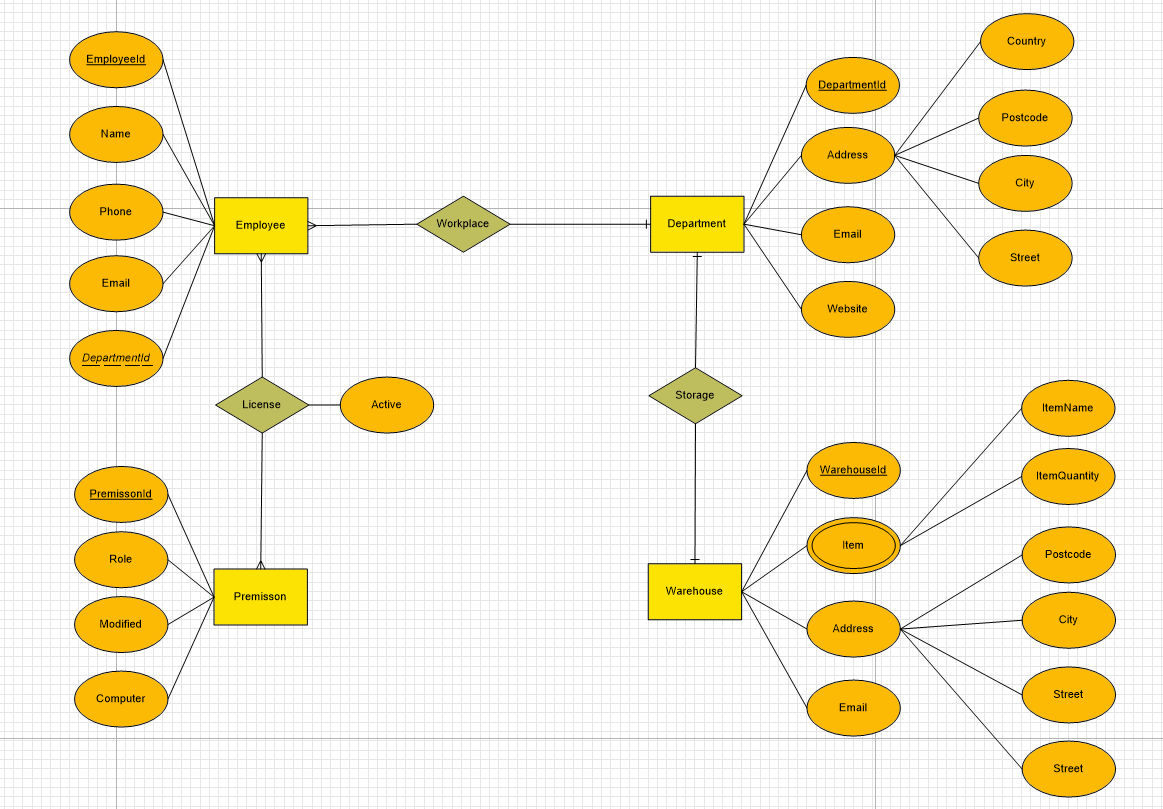 EmployeeId
Name
Phone
Email
DepartmentId
Employee
Workplace
Department
DepartmentId
Address
Email
Website
Country
Postcode
City
Street
License
Active
Storage
PremissonId
Role
Modified
Computer
Premisson
Warehouse
WarehouseId
Item
Address
Email
ItemName
ItemQuantity
Postcode
City
Street
Street